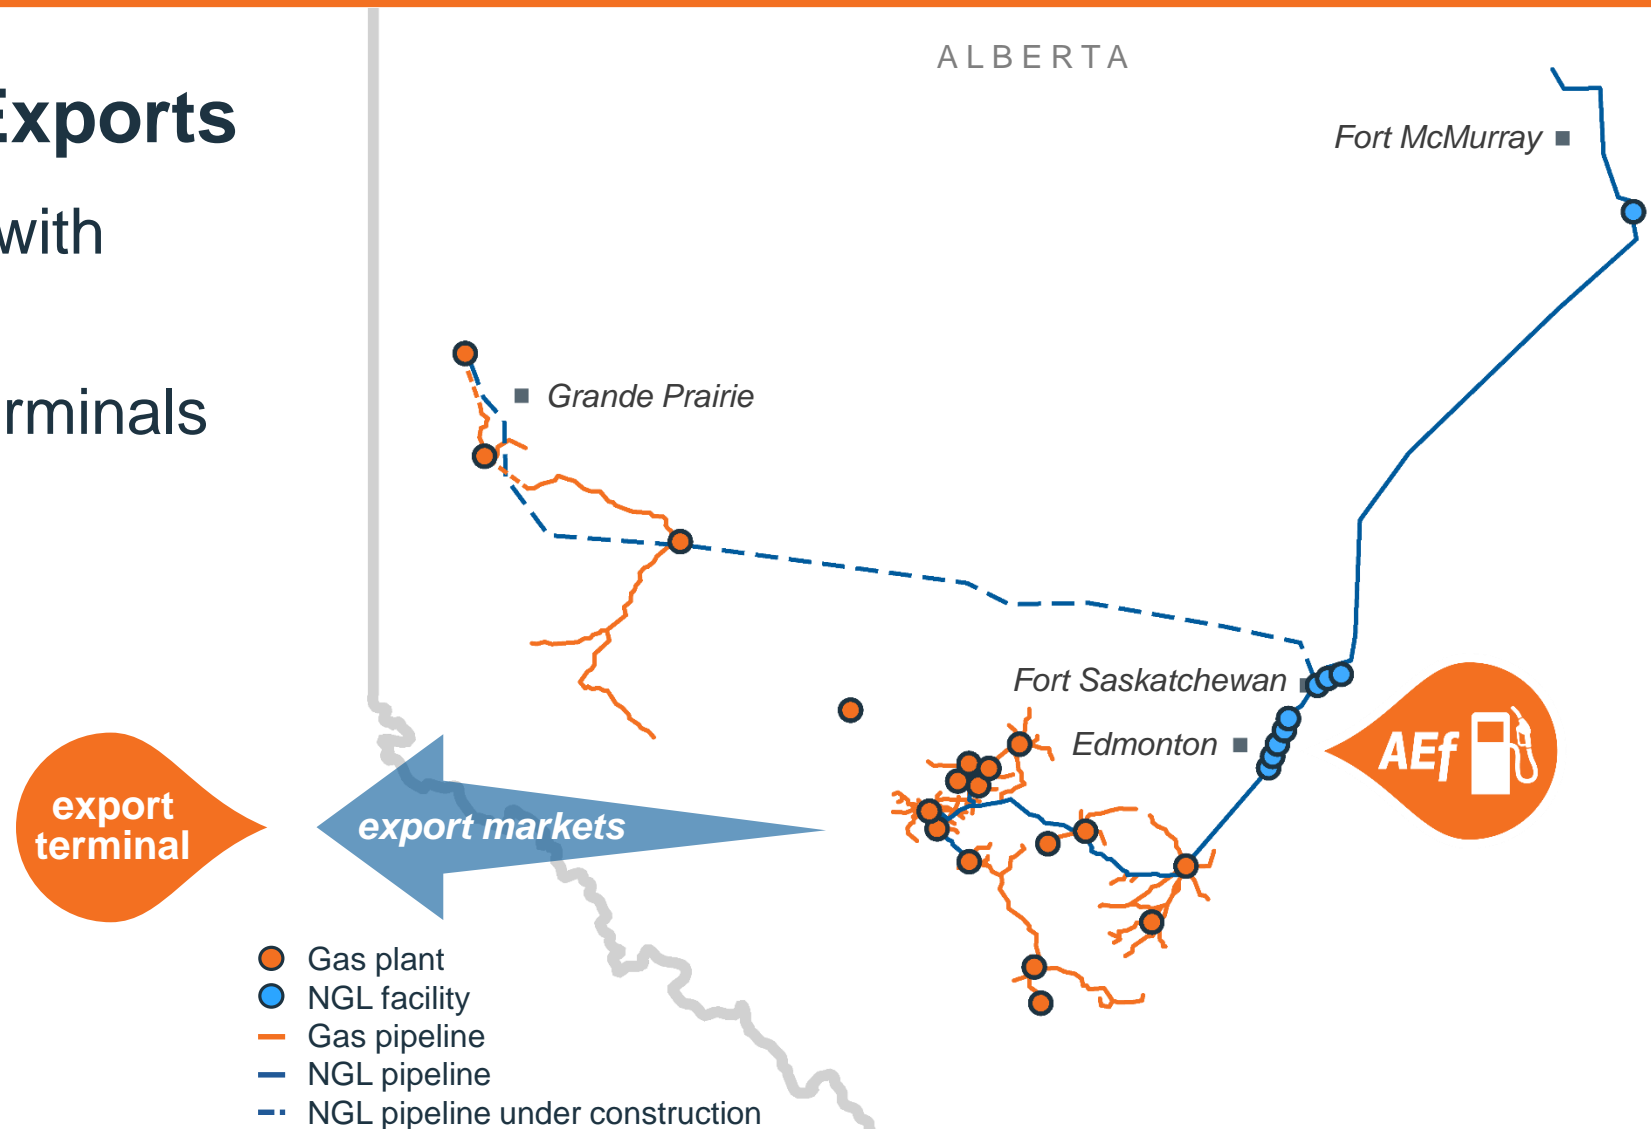 Exports
with
rminals
ALBERTA
Fort McMurray
Grande Prairie
Fort Saskatchewan
Edmonton
AEf
export
terminal
export markets
Gas plant
NGL facility
Gas pipeline
NGL pipeline
NGL pipeline under construction